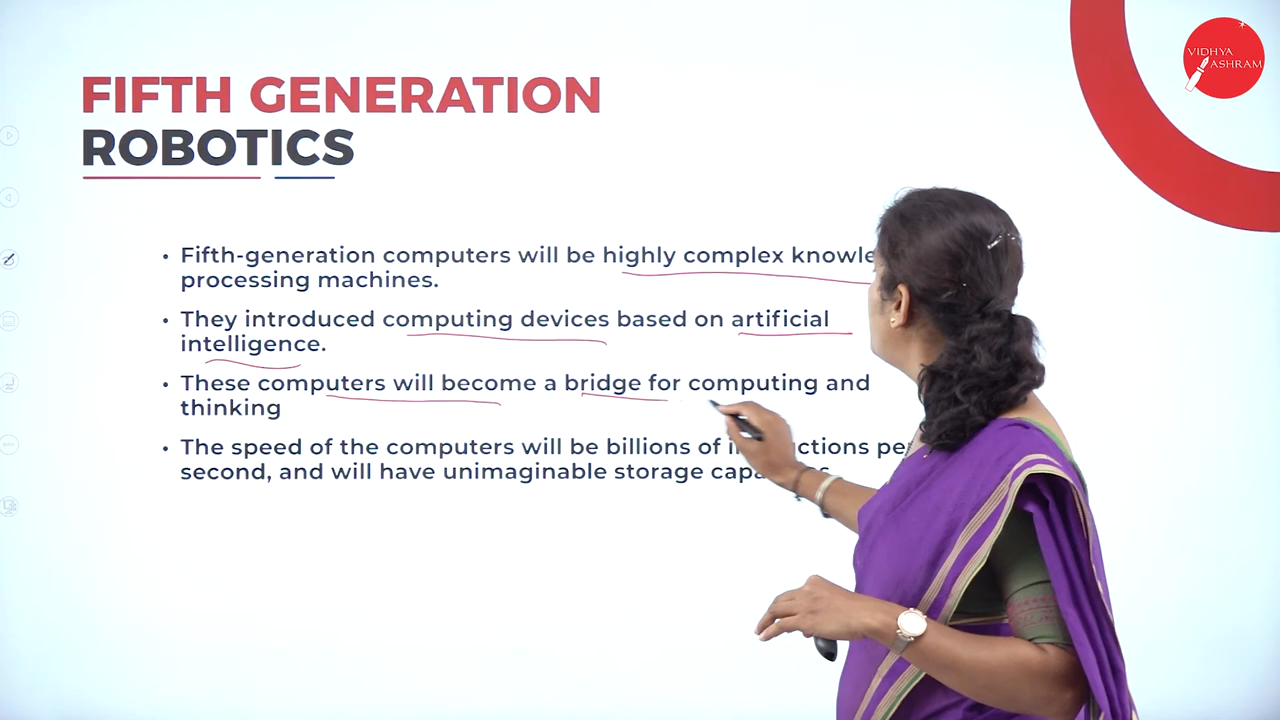 VIDHYA
ASHRAM
FIFTH GENERATION
ROBOTICS
• Fifth-generation computers will be highly complex
processing machines.
• They introduced computing devices based on artificial
intelligence.
• These computers will become a bridge for computing and
thinking
• The speed of the computers will be billions of
second, and will have unimaginable storage